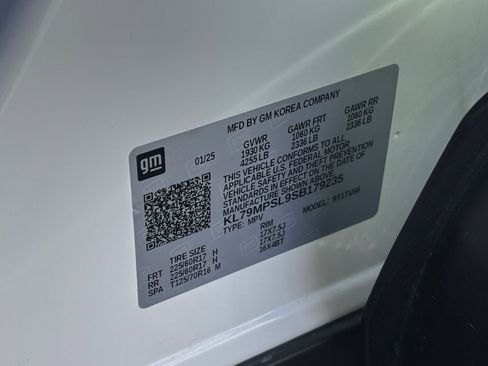 MFD BY GM KOREA COMPANY
gm
01/25
GVWR GAWR FRT GAWR RR
1930 KG 1060 KG 1060 KG
4255 LB 2336 LB 2336 LB
THIS VEHICLE CONFORMS TO ALL
APPLICABLE U.S. FEDERAL MOTOR
VEHICLE SAFETY AND THEFT PREVENTION
STANDARDS IN EFFECT ON THE DATE OF
MANUFACTURE SHOWN ABOVE.
KL79MPSL9SB179235
TYPE: MPV MODEL: 9S1TU56
TIRE SIZE RIM
FRT 225/60R17 H 17X7.5J
RR 225/60R17 H 17X7.5J
SPA T125/70R16 M 16X4BT